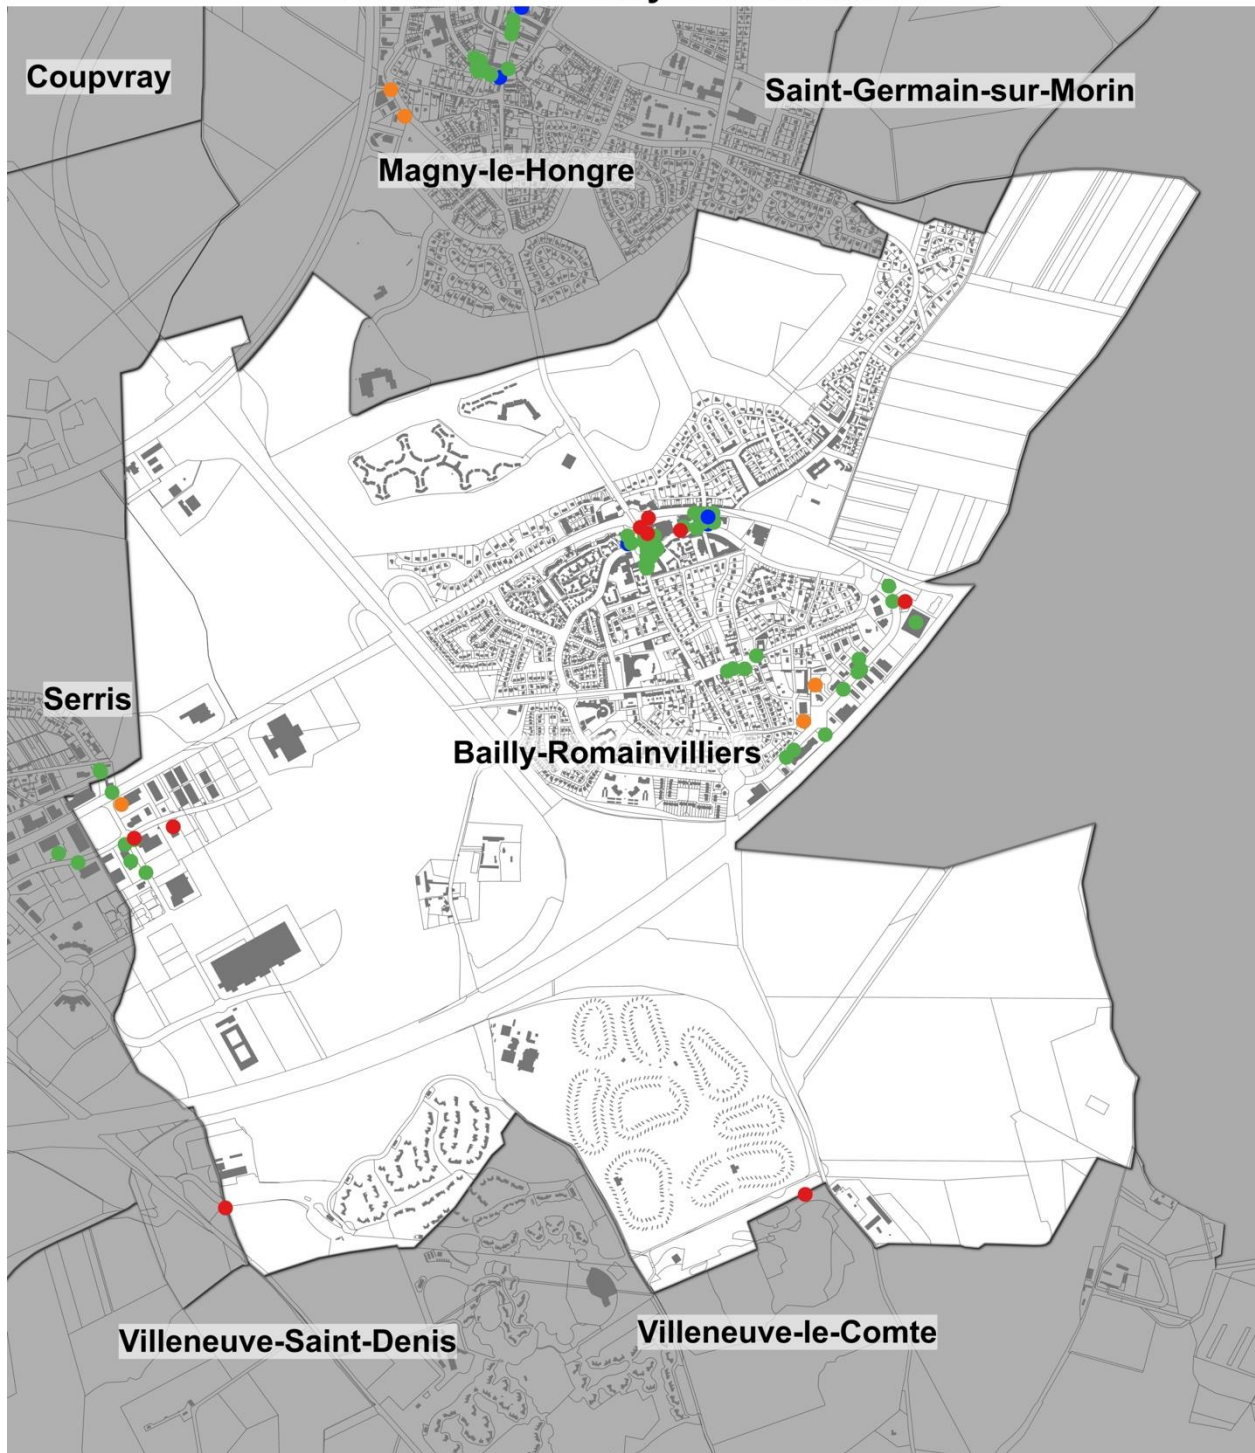 Coupvray
Saint-Germain-sur-Morin
Magny-le-Hongre
Serris
Bailly-Romainvilliers
Villeneuve-Saint-Denis
Villeneuve-le-Comte